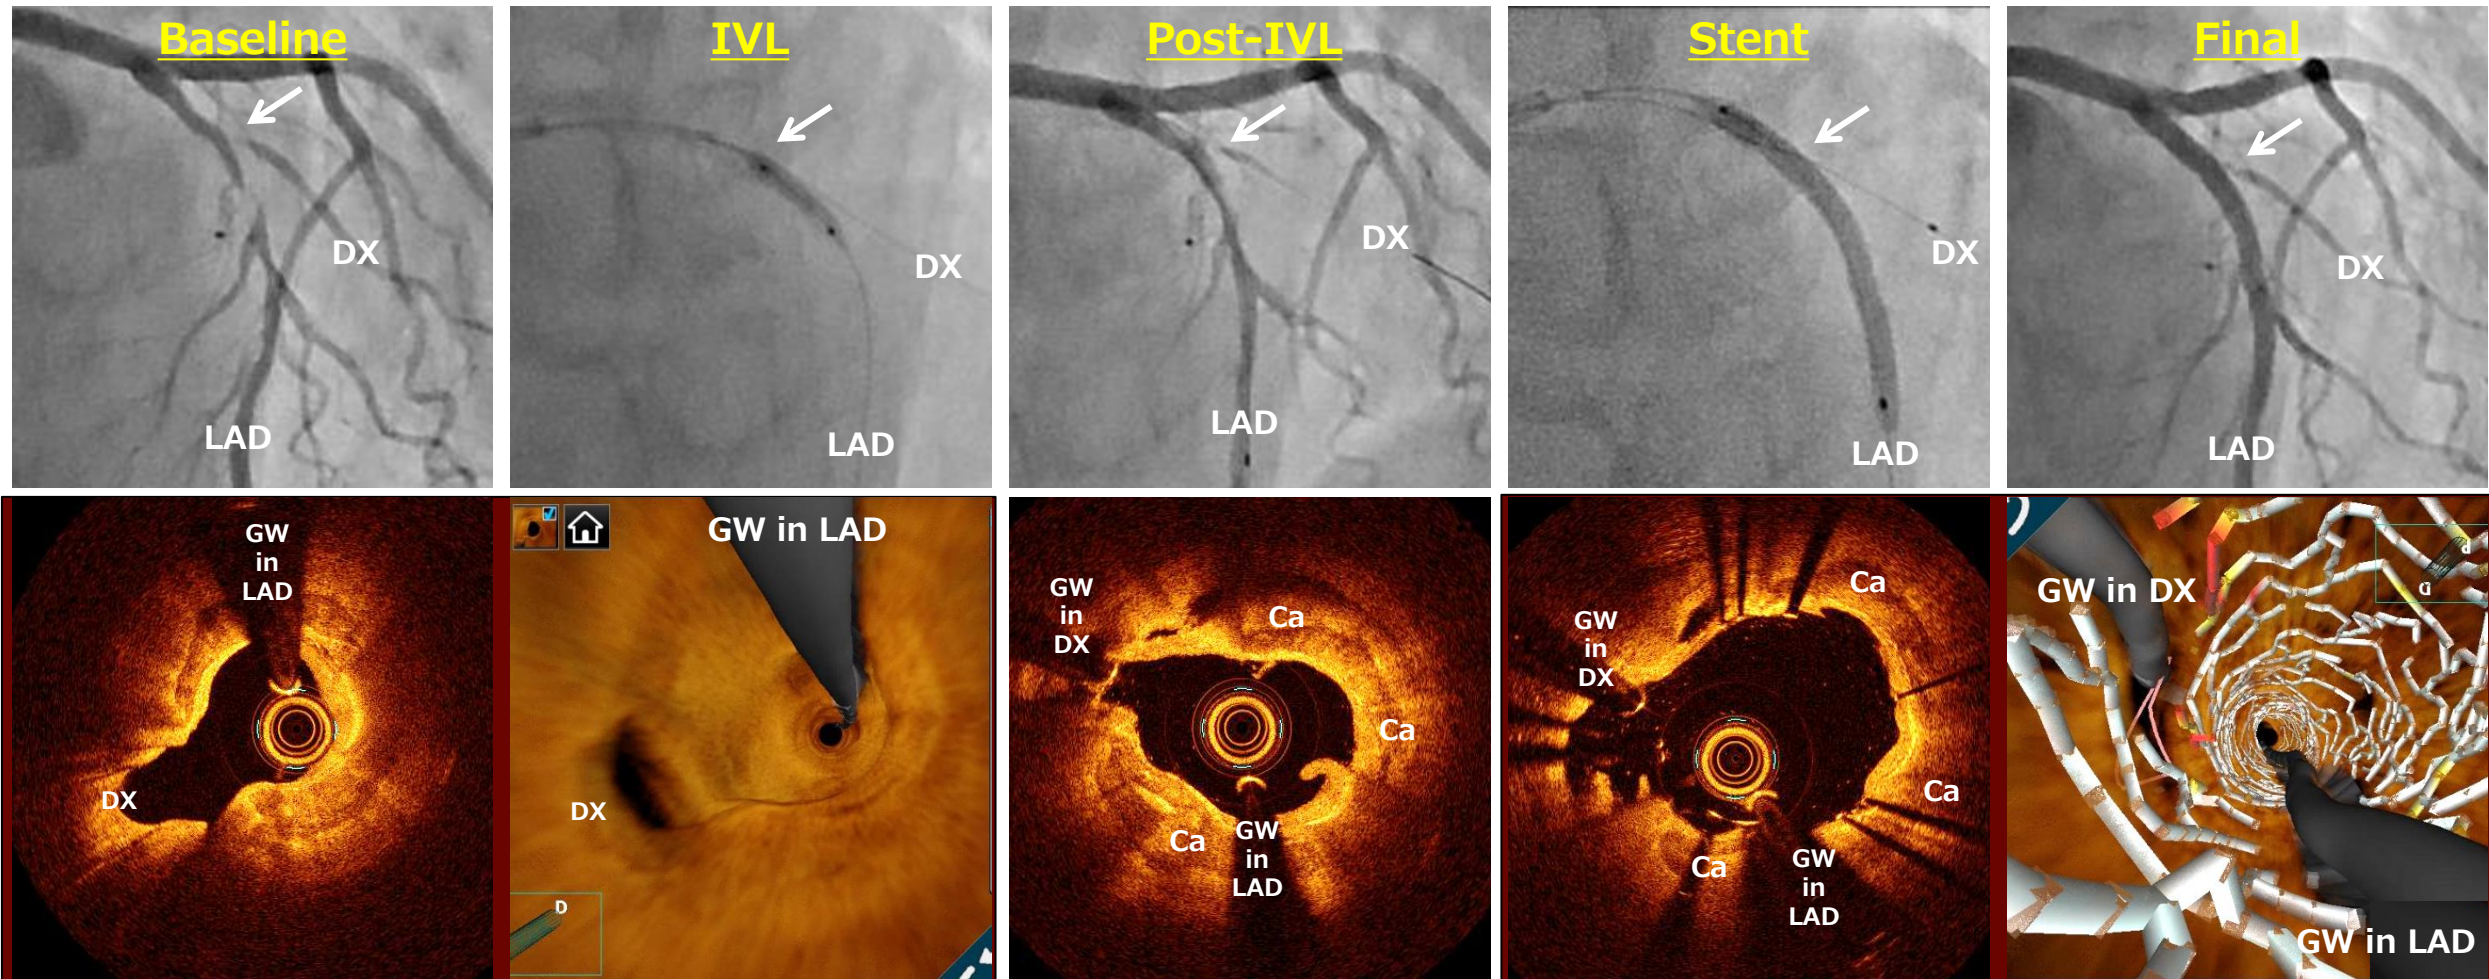 Baseline
IVL
Post-IVL
Stent
Final
DX
LAD
DX
LAD
DX
LAD
DX
LAD
DX
LAD
GW
in
LAD
DX
GW in LAD
DX
D
GW
in
DX
Ca
Ca
Ca
GW
in
LAD
GW
in
DX
Ca
Ca
Ca
GW
in
LAD
GW in DX
GW in LAD